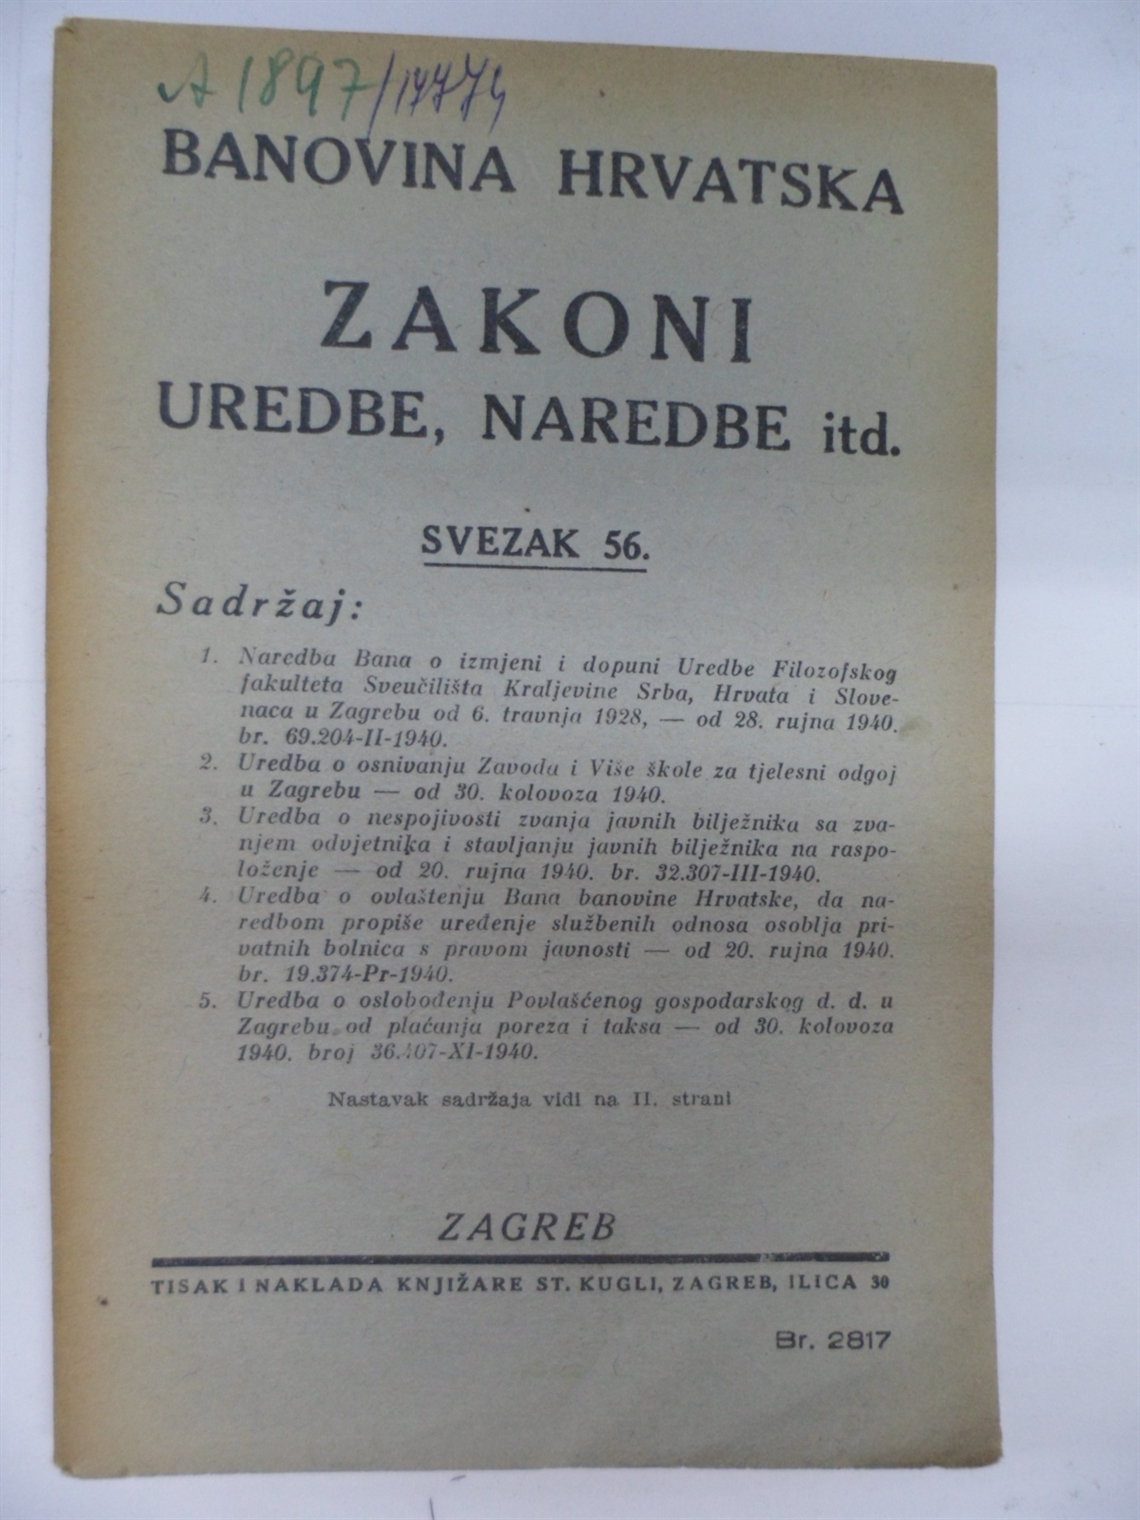 A 1897/17774
BANOVINA HRVATSKA
ZAKONI
UREDBE, NAREDBE itd.
SVEZAK 56.
Sadržaj:
1. Naredba Bana o izmjeni i dopuni Uredbe Filozofskog
fakulteta Sveučilišta Kraljevine Srba, Hrvata i Slove-
naca u Zagrebu od 6. travnja 1928, — od 28. rujna 1940.
br. 69.204-II-1940.
2. Uredba o osnivanju Zavoda i Više škole za tjelesni odgoj
u Zagrebu — od 30. kolovoza 1940.
3. Uredba o nespojivosti zvanja javnih bilježnika sa zva-
njem odvjetnika i stavljanju javnih bilježnika na raspo-
loženje — od 20. rujna 1940. br. 32.307-III-1940.
4. Uredba o ovlaštenju Bana banovine Hrvatske, da na-
redbom propiše uređenje službenih odnosa osoblja pri-
vatnih bolnica s pravom javnosti — od 20. rujna 1940.
br. 19.374-Pr-1940.
5. Uredba o oslobođenju Povlašćenog gospodarskog d. d. u
Zagrebu od plaćanja poreza i taksa — od 30. kolovoza
1940. broj 36.407-XI-1940.
Nastavak sadržaja vidi na II. strani
ZAGREB
TISAK I NAKLADA KNJIŽARE ST. KUGLI, ZAGREB, ILICA 30
Br. 2817